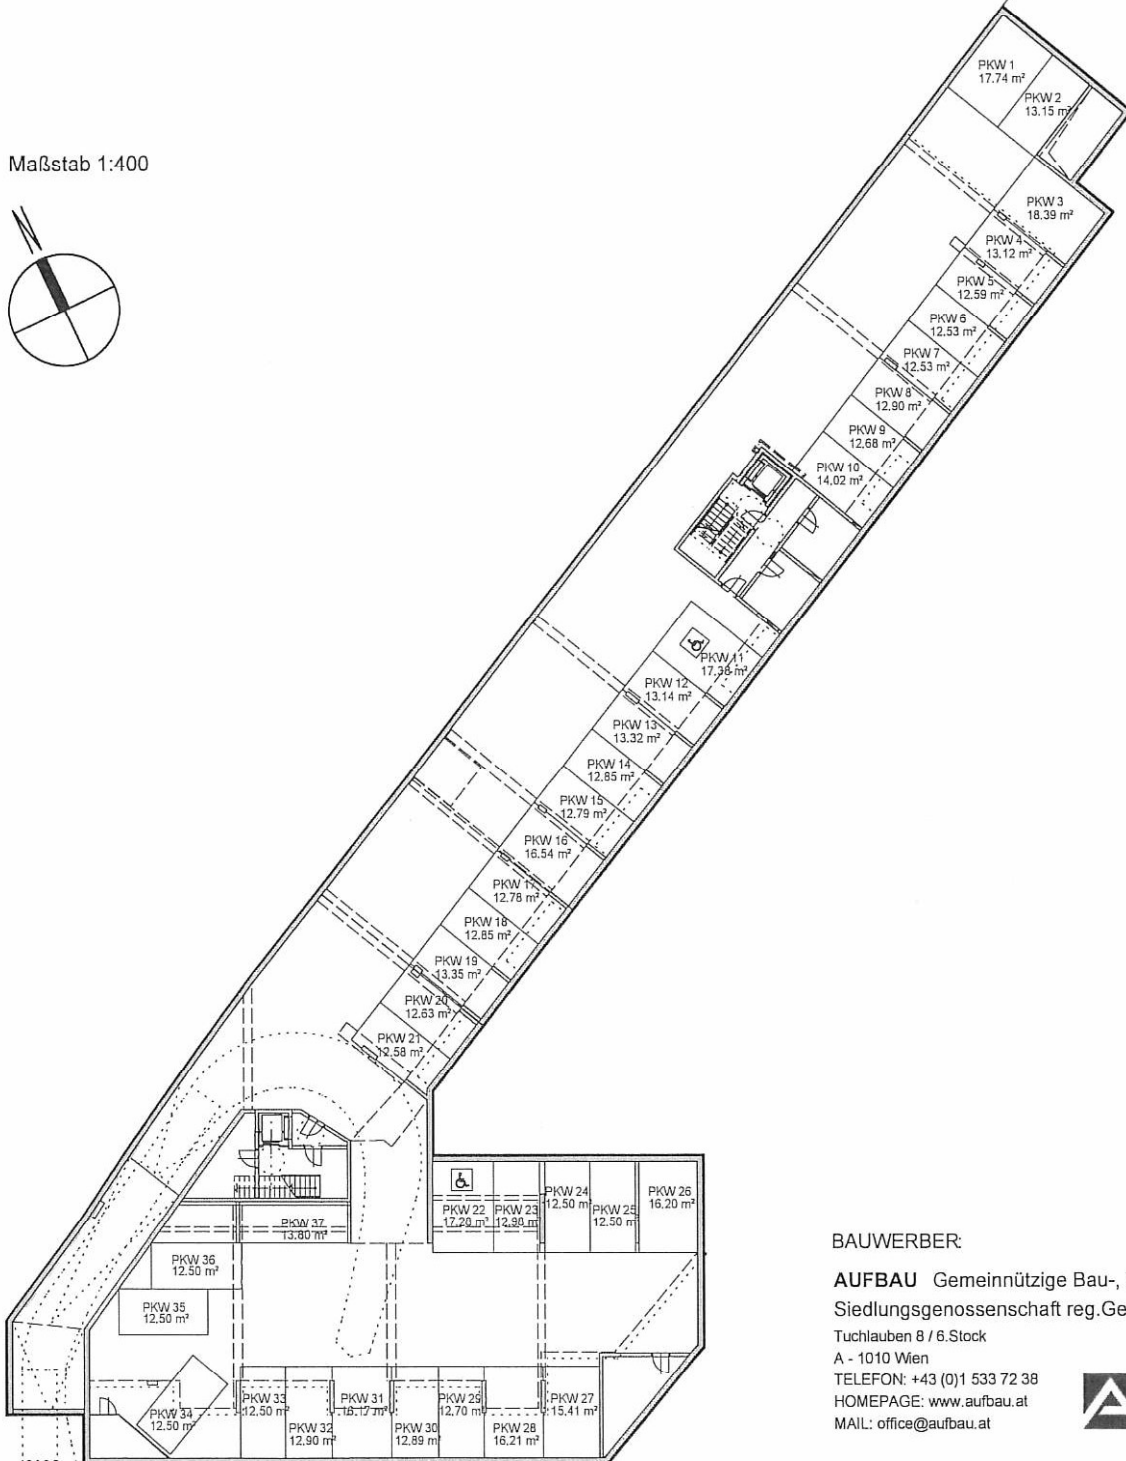 Maßstab 1:400
PKW 1
17.74 m²
PKW 2
13.15 m²
PKW 3
18.39 m²
PKW 4
13.12 m²
PKW 5
12.59 m²
PKW 6
12.53 m²
PKW 7
12.53 m²
PKW 8
12.90 m²
PKW 9
12.68 m²
PKW 10
14.02 m²
PKW 11
17.38 m²
PKW 12
13.14 m²
PKW 13
13.32 m²
PKW 14
12.85 m²
PKW 15
12.79 m²
PKW 16
16.54 m²
PKW 17
12.78 m²
PKW 18
12.85 m²
PKW 19
13.35 m²
PKW 20
12.63 m²
PKW 21
12.58 m²
PKW 22
17.20 m²
PKW 23
12.90 m²
PKW 24
12.50 m²
PKW 25
12.50 m²
PKW 26
16.20 m²
PKW 37
13.80 m²
PKW 36
12.50 m²
PKW 35
12.50 m²
PKW 34
12.50 m²
PKW 33
12.50 m²
PKW 32
12.90 m²
PKW 31
PKW 30
12.89 m²
PKW 29
12.70 m²
PKW 28
16.21 m²
PKW 27
15.41 m²
BAUWERBER:
AUFBAU Gemeinnützige Bau-,
Siedlungsgenossenschaft reg.Ge
Tuchlauben 8 / 6.Stock
A - 1010 Wien
TELEFON: +43 (0)1 533 72 38
HOMEPAGE: www.aufbau.at
MAIL: office@aufbau.at